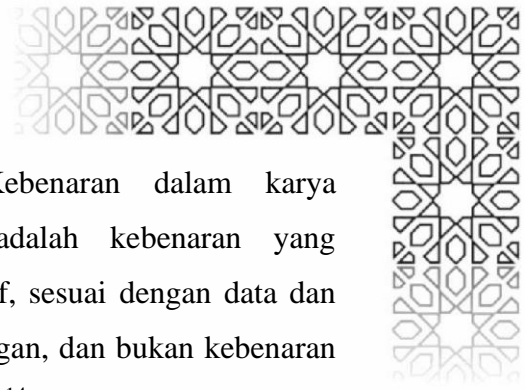 Kebenaran dalam karya
adalah kebenaran yang
f, sesuai dengan data dan
gan, dan bukan kebenaran